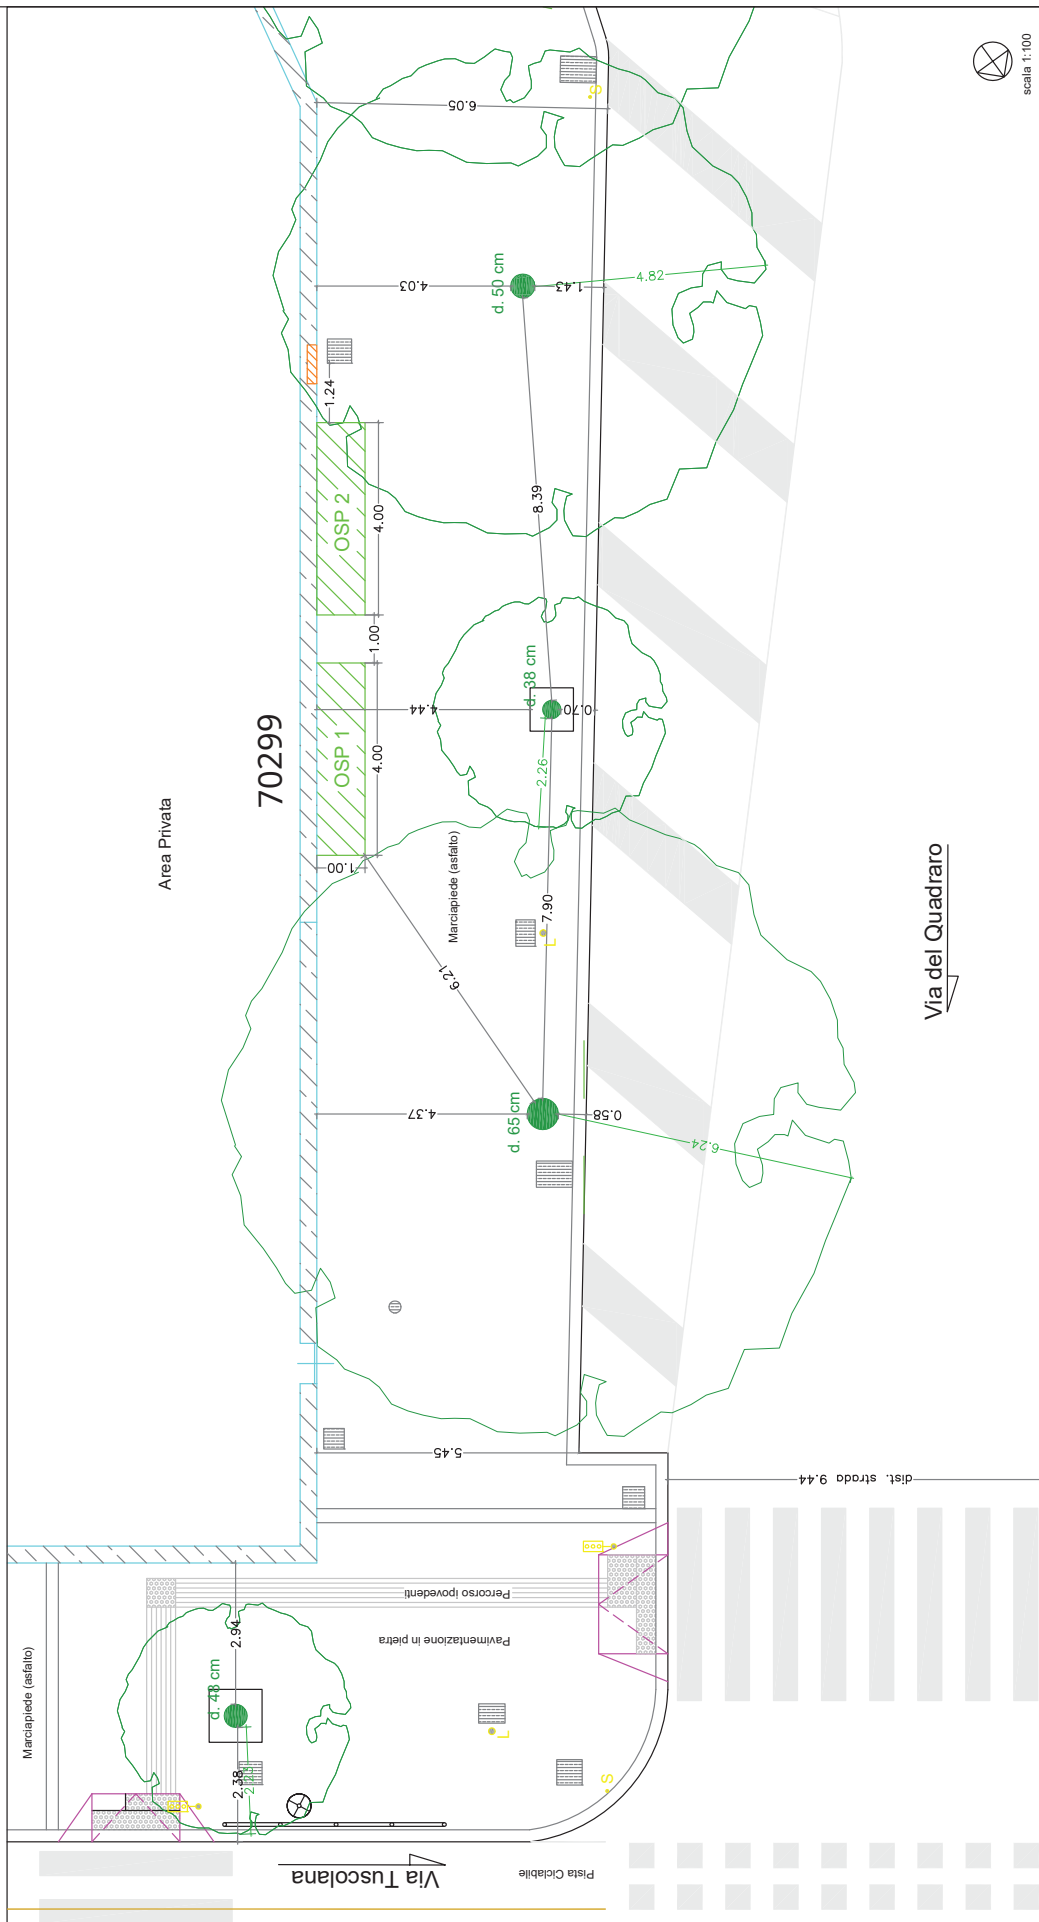 scala 1:100
S
6.05
d. 50 cm
4.03
1.43
4.82
1.24
OSP 2
4.00
8.39
1.00
70299
Area Privata
OSP 1
4.00
4.44
d. 38 cm
0.70
2.26
1.00
Marciapiede (asfalto)
7.90
L
6.21
Via del Quadraro
4.37
d. 65 cm
0.58
6.24
5.45
dist. strada 9.44
Percorso ipovedenti
Pavimentazione in pietra
2.94
d. 48 cm
2.38
Marciapiede (asfalto)
L
S
Via Tuscolana
Pista Ciclabile